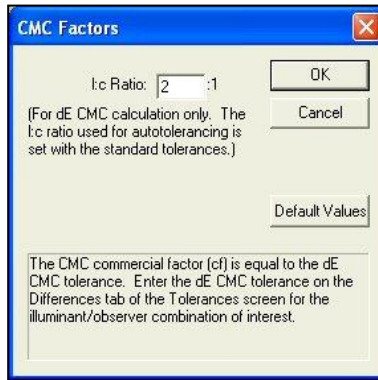 CMC Factors
l:c Ratio: 2 :1
OK
(For dE CMC calculation only. The
l:c ratio used for autotolerancing is
set with the standard tolerances.)
Cancel
Default Values
The CMC commercial factor (cf) is equal to the dE
CMC tolerance. Enter the dE CMC tolerance on the
Differences tab of the Tolerances screen for the
illuminant/observer combination of interest.